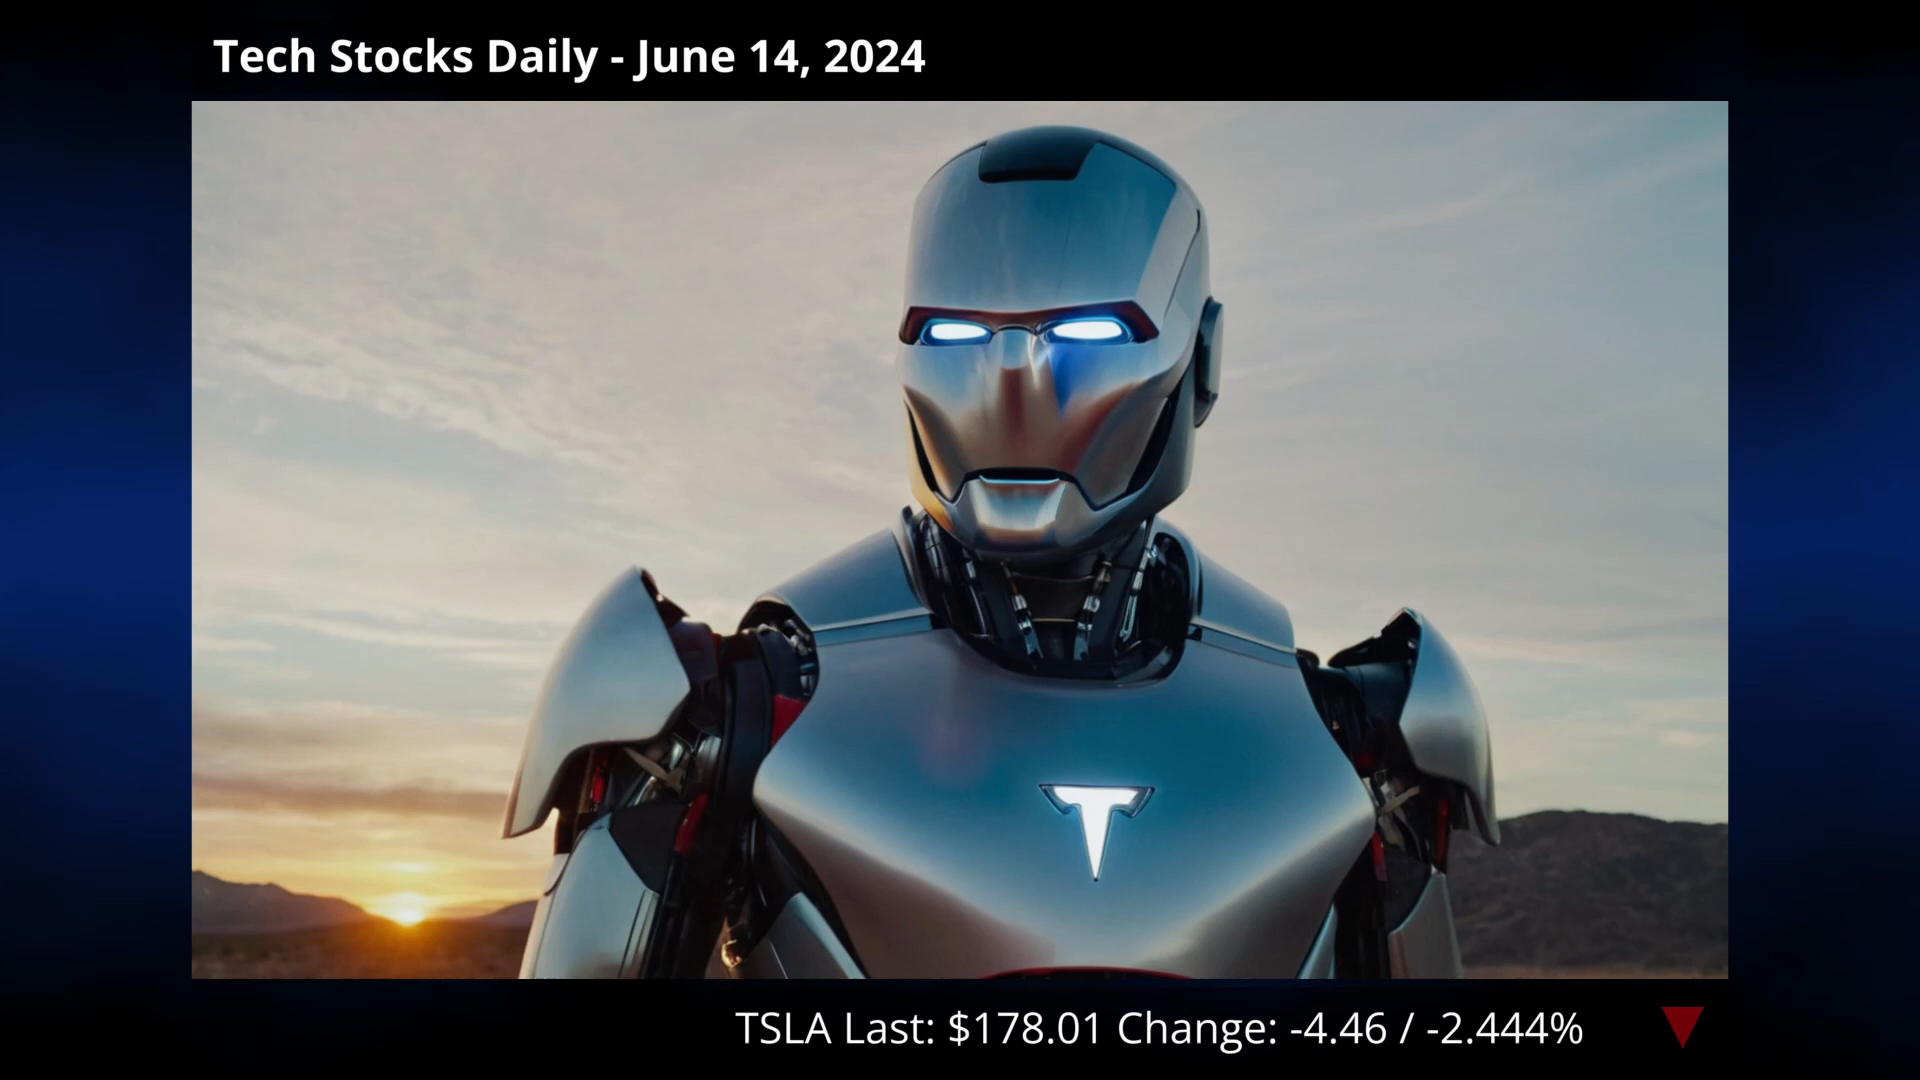 Tech Stocks Daily - June 14, 2024
T
TSLA Last: $178.01 Change: -4.46 / -2.444%